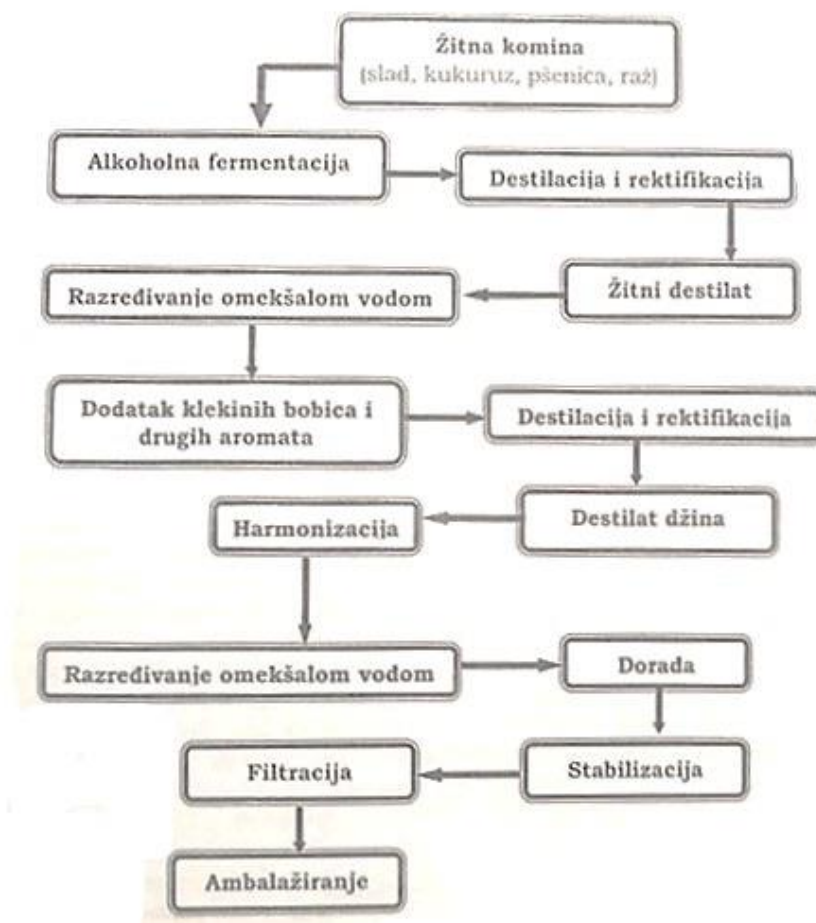 Žitna komina
(slad, kukuruz, pšenica, raž)
Alkoholna fermentacija
Destilacija i rektifikacija
Žitni destilat
Razređivanje omekšalom vodom
Dodatak klekinih bobica i
drugih aromata
Destilacija i rektifikacija
Destilat džina
Harmonizacija
Razređivanje omekšalom vodom
Dorada
Stabilizacija
Filtracija
Ambalažiranje